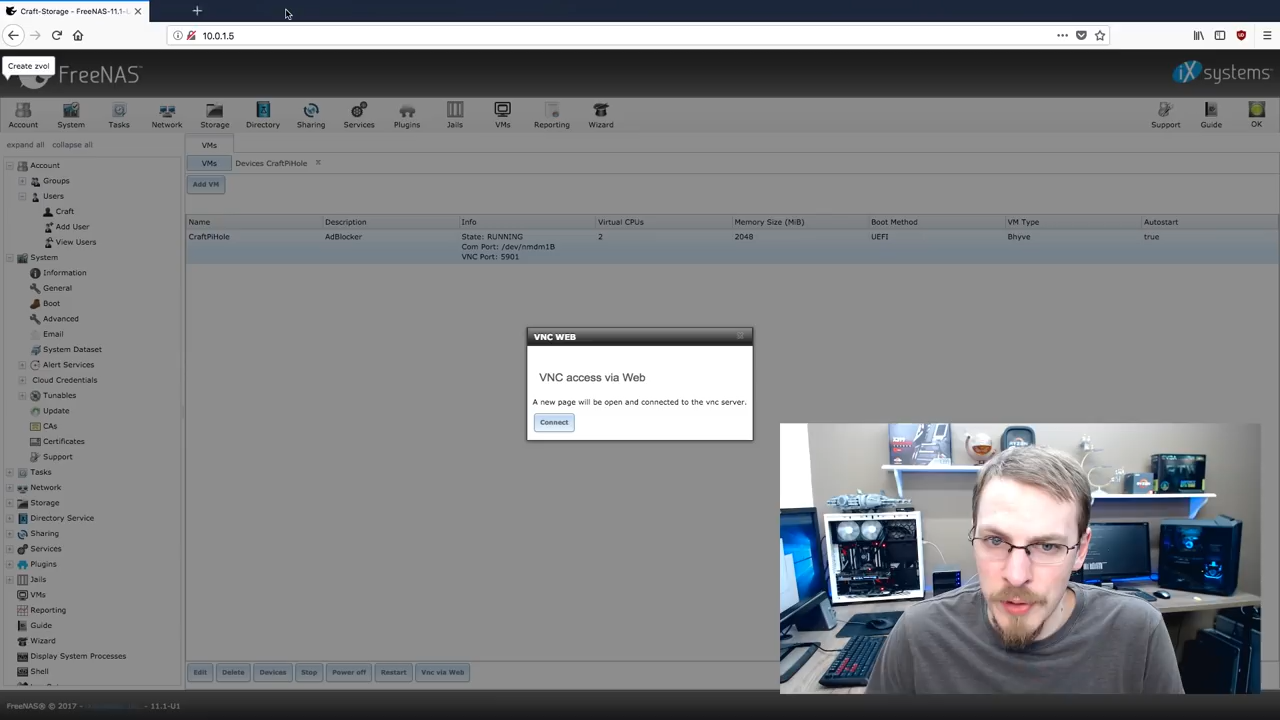 Craft-Storage - FreeNAS-11.1-U
10.0.1.5
Create zvol
FreeNAS
iXsystems
Account
System
Tasks
Network
Storage
Directory
Sharing
Services
Plugins
Jails
VMs
Reporting
Wizard
Support
Guide
OK
expand all
collapse all
Account
Groups
Users
Craft
Add User
View Users
System
Information
General
Boot
Advanced
Email
System Dataset
Alert Services
Cloud Credentials
Tunables
Update
CAs
Certificates
Support
Tasks
Network
Storage
Directory Service
Sharing
Services
Plugins
Jails
VMs
Reporting
Guide
Wizard
Display System Processes
Shell
VMs
VMs
Devices CraftPiHole
Add VM
Name Description Info Virtual CPUs Memory Size (MiB) Boot Method VM Type Autostart
CraftPiHole AdBlocker State: RUNNING 2 2048 UEFI Bhyve true
Com Port: /dev/nmdm1B
VNC Port: 5901
VNC WEB
VNC access via Web
A new page will be open and connected to the vnc server.
Connect
Edit
Delete
Devices
Stop
Power off
Restart
Vnc via Web
FreeNAS® © 2017 - 11.1-U1